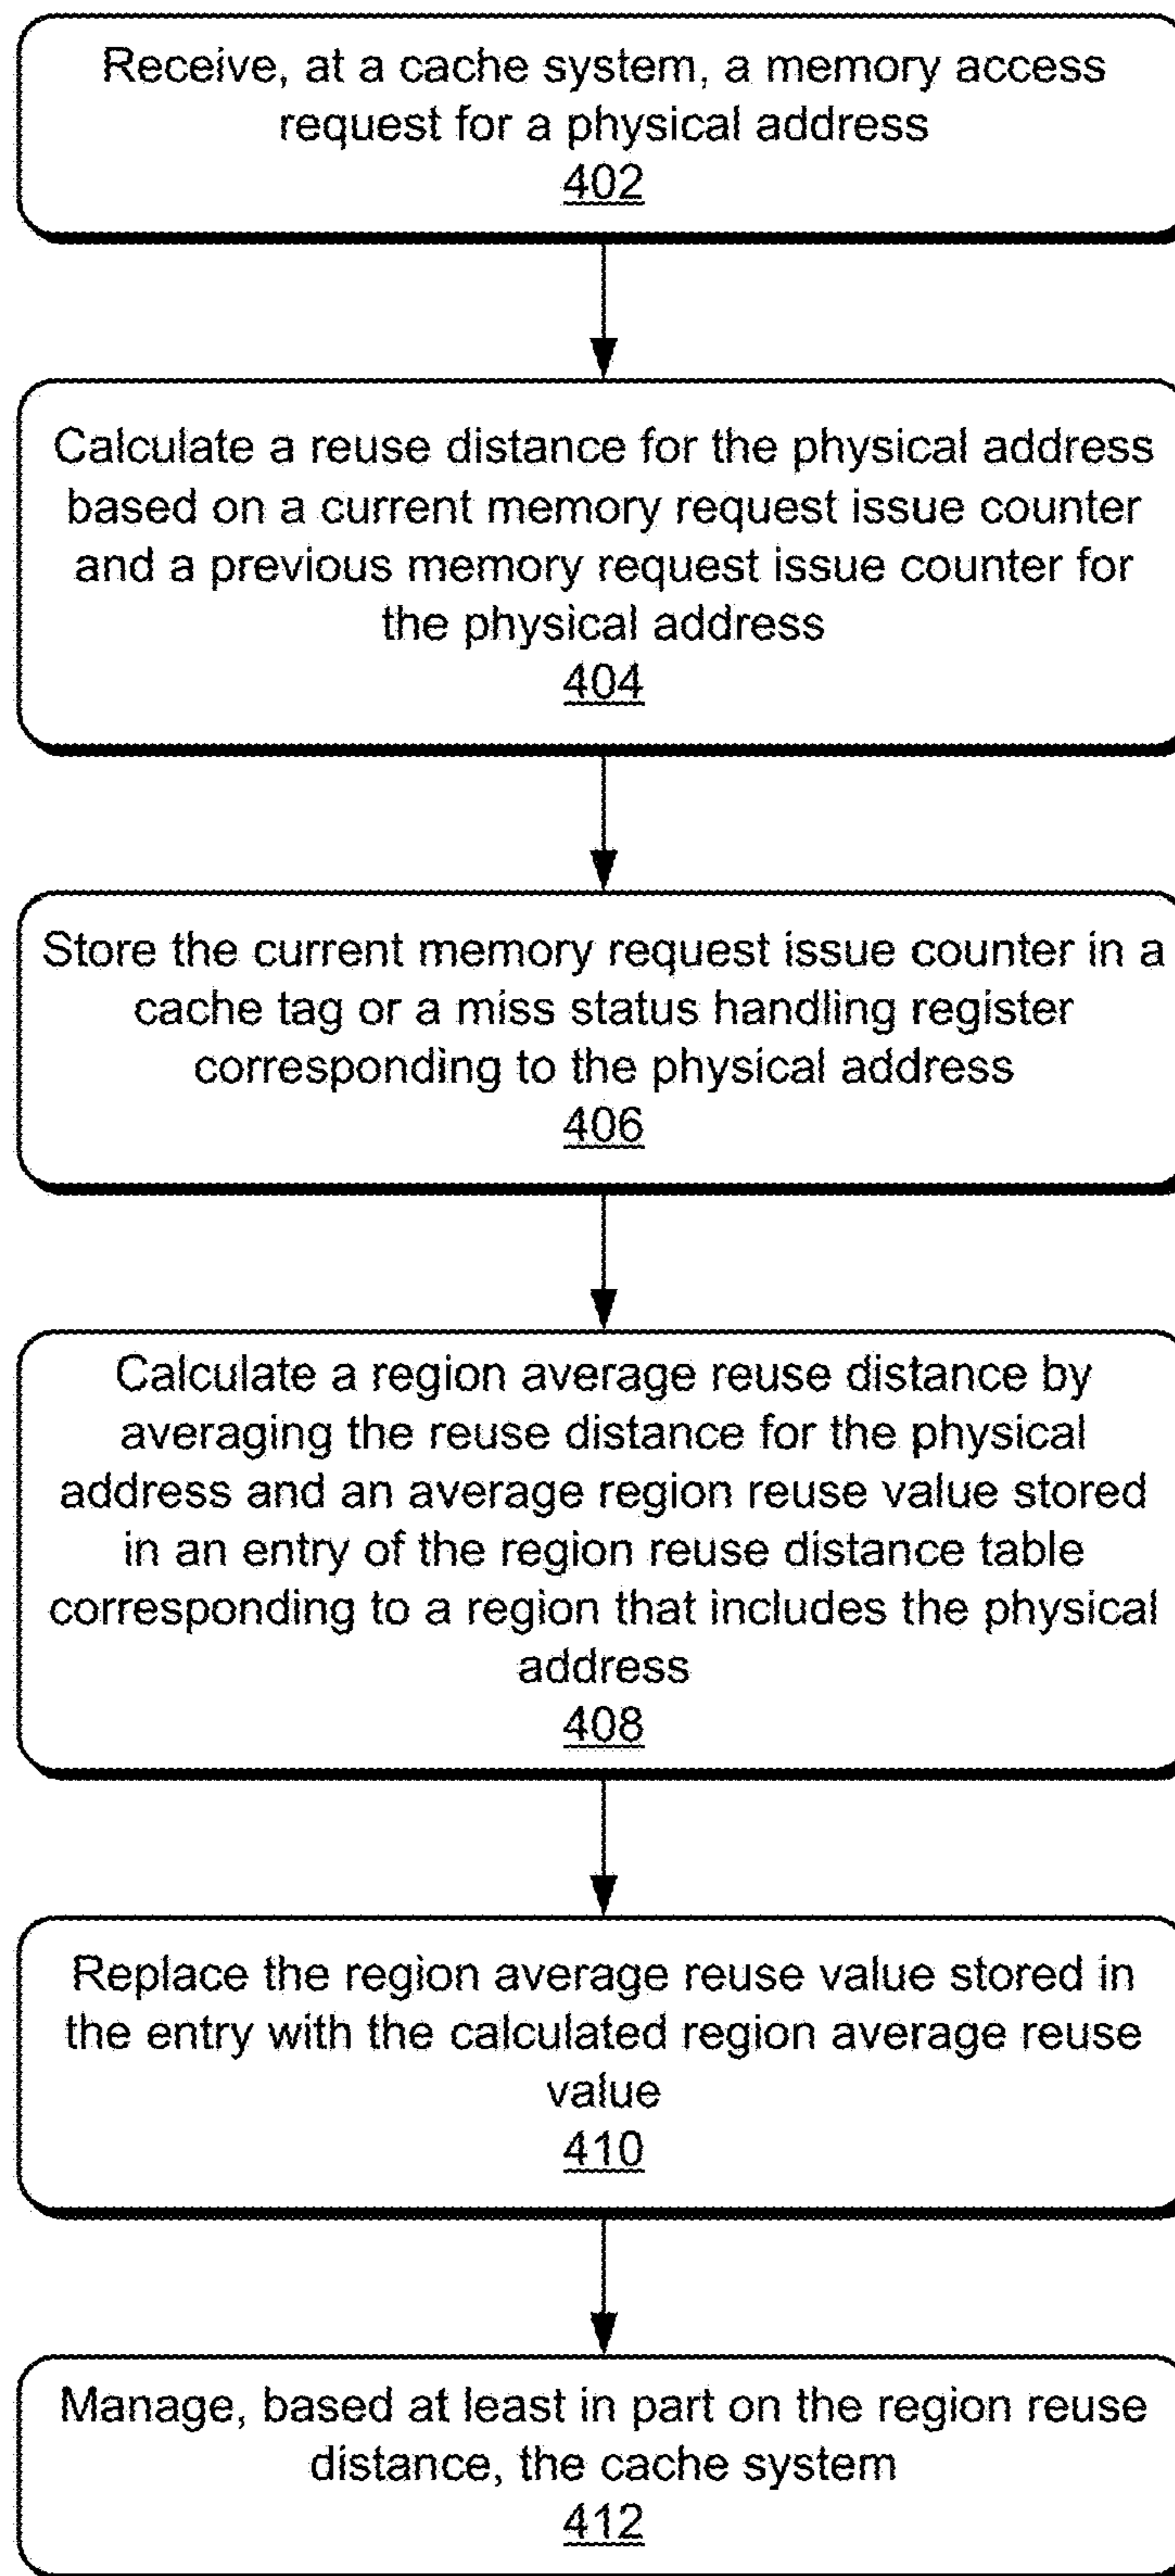 Receive, at a cache system, a memory access
request for a physical address
402
Calculate a reuse distance for the physical address
based on a current memory request issue counter
and a previous memory request issue counter for
the physical address
404
Store the current memory request issue counter in a
cache tag or a miss status handling register
corresponding to the physical address
406
Calculate a region average reuse distance by
averaging the reuse distance for the physical
address and an average region reuse value stored
in an entry of the region reuse distance table
corresponding to a region that includes the physical
address
408
Replace the region average reuse value stored in
the entry with the calculated region average reuse
value
410
Manage, based at least in part on the region reuse
distance, the cache system
412